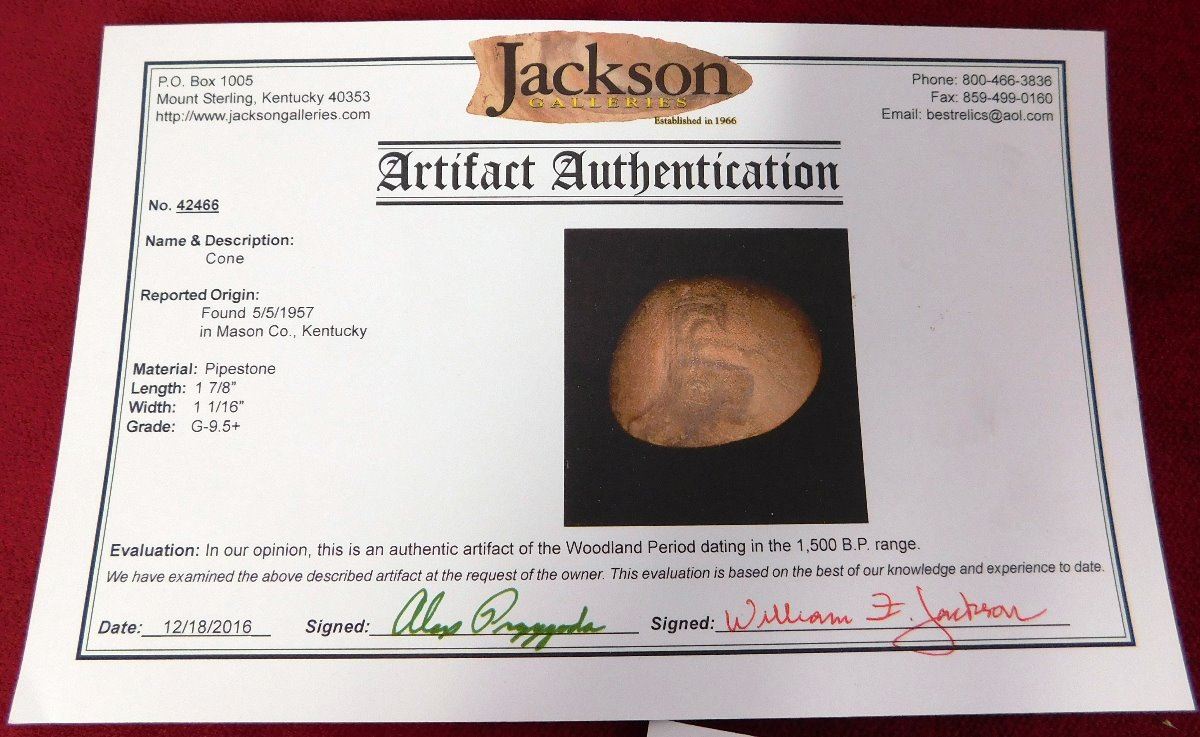 Jackson
GALLERIES
Established in 1966
P.O. Box 1005
Mount Sterling, Kentucky 40353
http://www.jacksongalleries.com
Phone: 800-466-3836
Fax: 859-499-0160
Email: bestrelics@aol.com
Artifact Authentication
No. 42466
Name & Description:
Cone
Reported Origin:
Found 5/5/1957
in Mason Co., Kentucky
Material: Pipestone
Length: 1 7/8"
Width: 1 1/16"
Grade: G-9.5+
Evaluation: In our opinion, this is an authentic artifact of the Woodland Period dating in the 1,500 B.P. range.
We have examined the above described artifact at the request of the owner. This evaluation is based on the best of our knowledge and experience to date.
Date: 12/18/2016 Signed: Alex Przygoda Signed: William F. Jackson